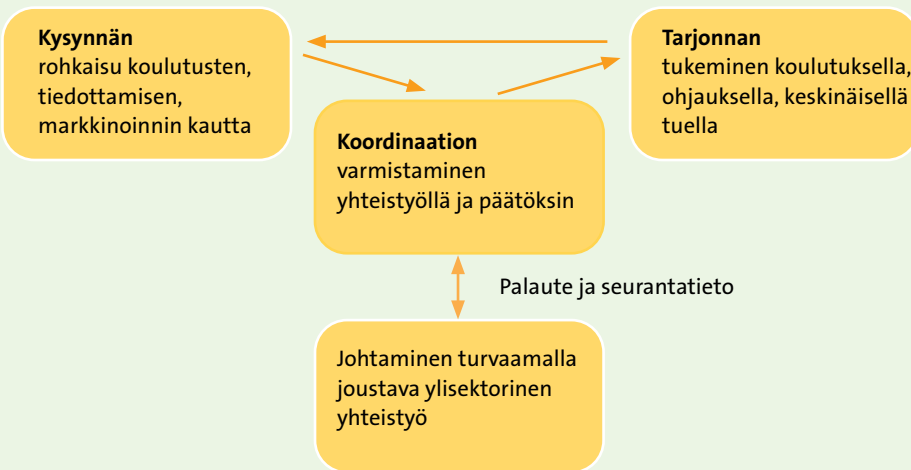 Kysynnän
rohkaisu koulutusten,
tiedottamisen,
markkinoinnin kautta
Tarjonnan
tukeminen koulutuksella,
ohjauksella, keskinäisellä
tuella
Koordinaation
varmistaminen
yhteistyöllä ja päätöksin
Palaute ja seurantatieto
Johtaminen turvaamalla
joustava ylisektorinen
yhteistyö